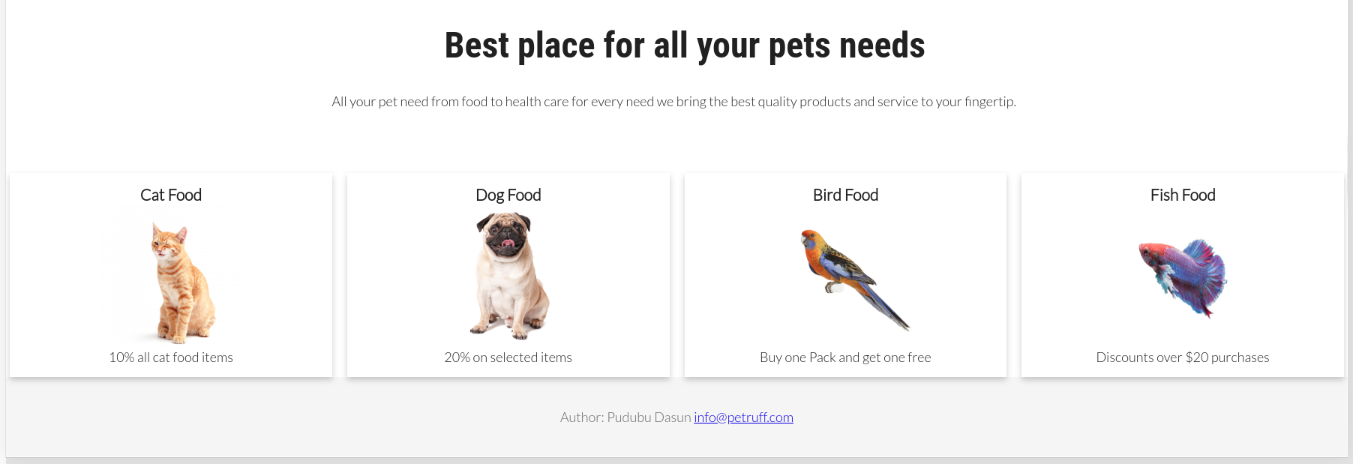 Best place for all your pets needs
All your pet need from food to health care for every need we bring the best quality products and service to your fingertip.
Cat Food
Dog Food
Bird Food
Fish Food
10% all cat food items
20% on selected items
Buy one Pack and get one free
Discounts over $20 purchases
Author: Pudubu Dasun info@petruff.com